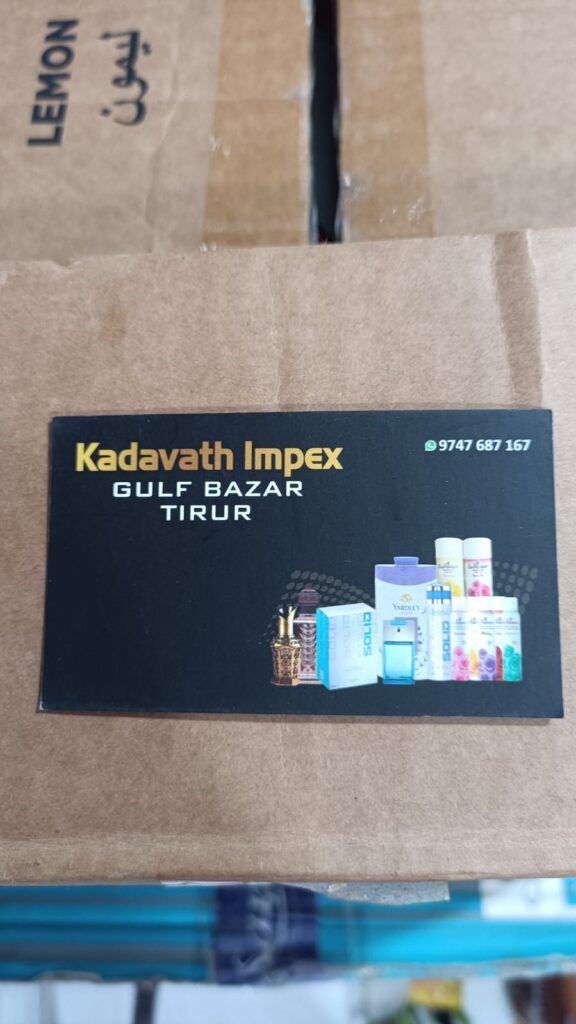 LEMON
ليمون
Kadavath Impex
9747 687 167
GULF BAZAR
TIRUR
YARDLEY
SOLID
SOLID